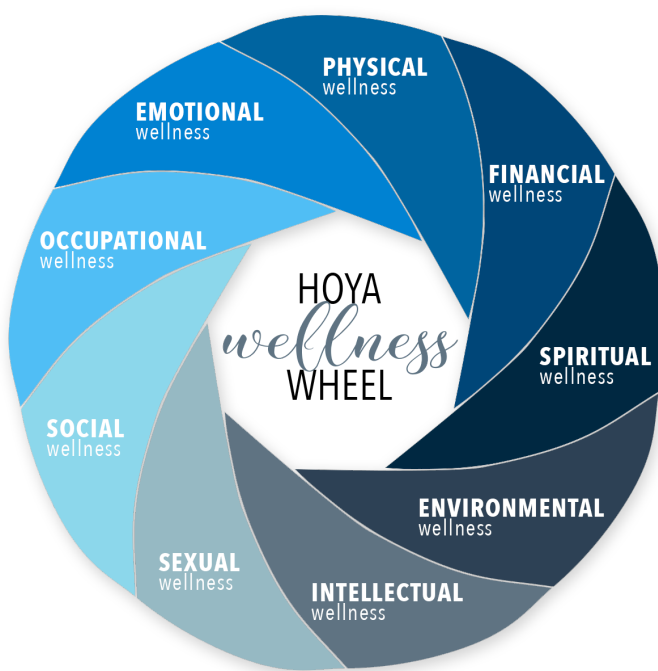 PHYSICAL
wellness
EMOTIONAL
wellness
FINANCIAL
wellness
OCCUPATIONAL
wellness
HOYA
wellness
WHEEL
SPIRITUAL
wellness
SOCIAL
wellness
ENVIRONMENTAL
wellness
SEXUAL
wellness
INTELLECTUAL
wellness